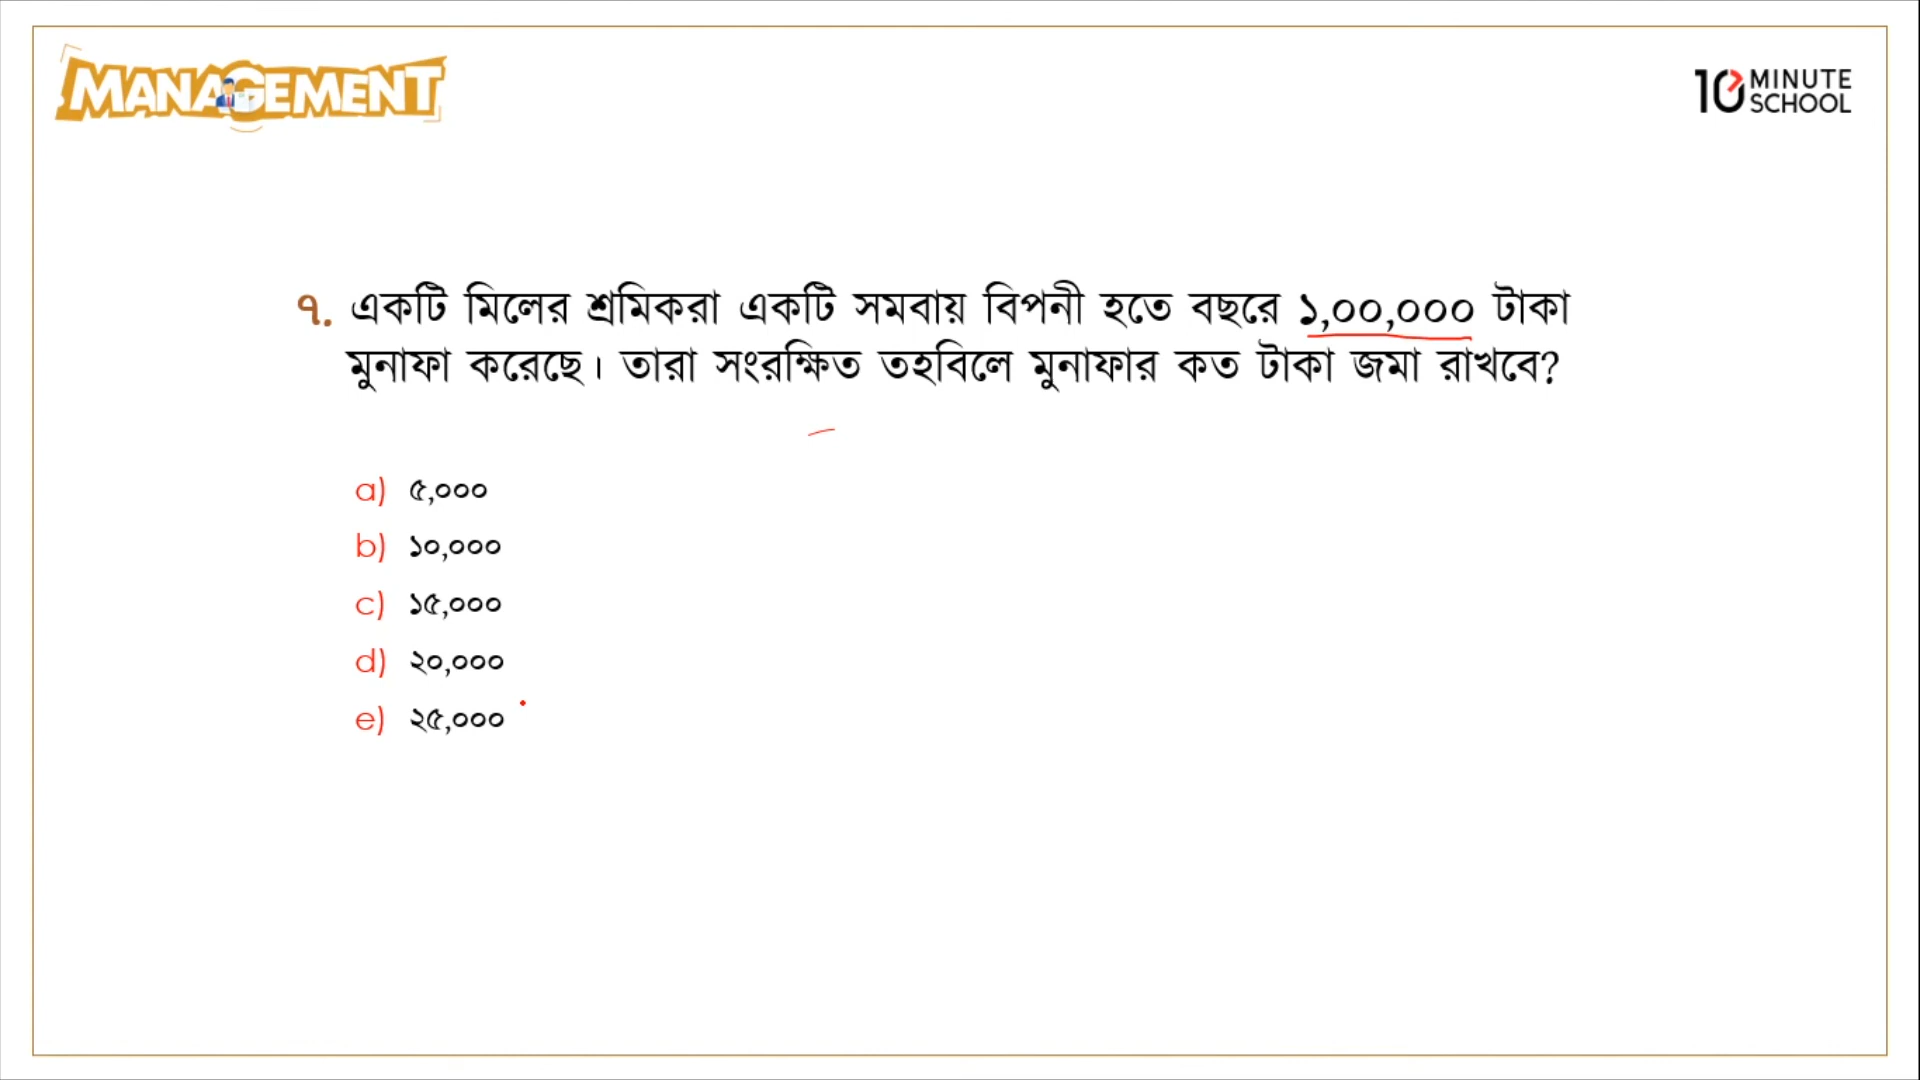 MANAGEMENT
10 MINUTE
SCHOOL
৭. একটি মিলের শ্রমিকরা একটি সমবায় বিপনী হতে বছরে ১,০০,০০০ টাকা
মুনাফা করেছে। তারা সংরক্ষিত তহবিলে মুনাফার কত টাকা জমা রাখবে?
a) ৫,০০০
b) ১০,০০০
c) ১৫,০০০
d) ২০,০০০
e) ২৫,০০০